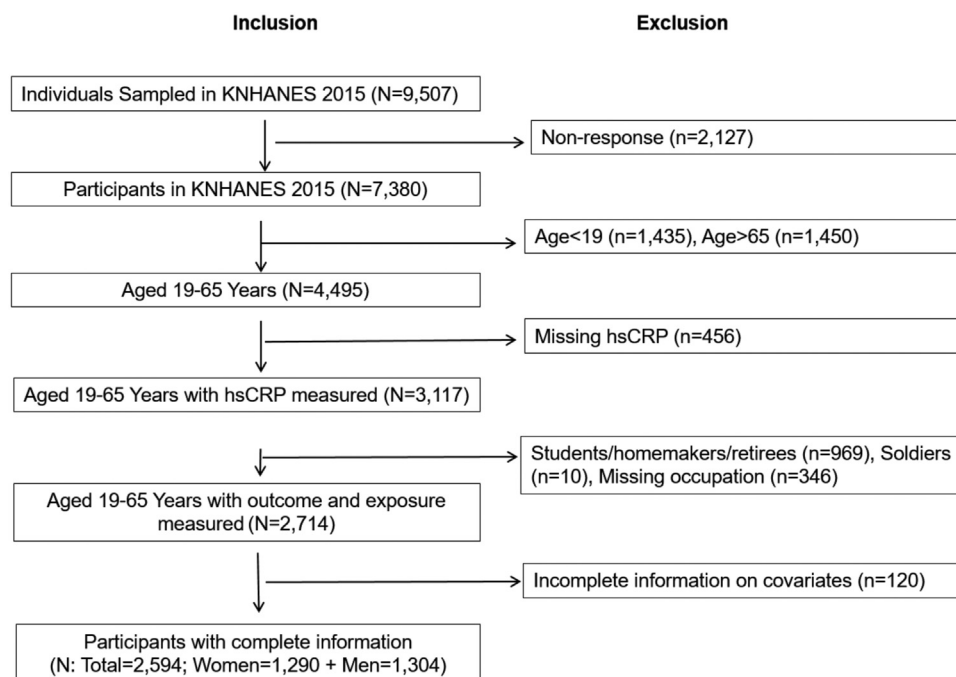 Inclusion
Exclusion
Individuals Sampled in KNHANES 2015 (N=9,507)
Non-response (n=2,127)
Participants in KNHANES 2015 (N=7,380)
Age<19 (n=1,435), Age>65 (n=1,450)
Aged 19-65 Years (N=4,495)
Missing hsCRP (n=456)
Aged 19-65 Years with hsCRP measured (N=3,117)
Students/homemakers/retirees (n=969), Soldiers
(n=10), Missing occupation (n=346)
Aged 19-65 Years with outcome and exposure
measured (N=2,714)
Incomplete information on covariates (n=120)
Participants with complete information
(N: Total=2,594; Women=1,290 + Men=1,304)